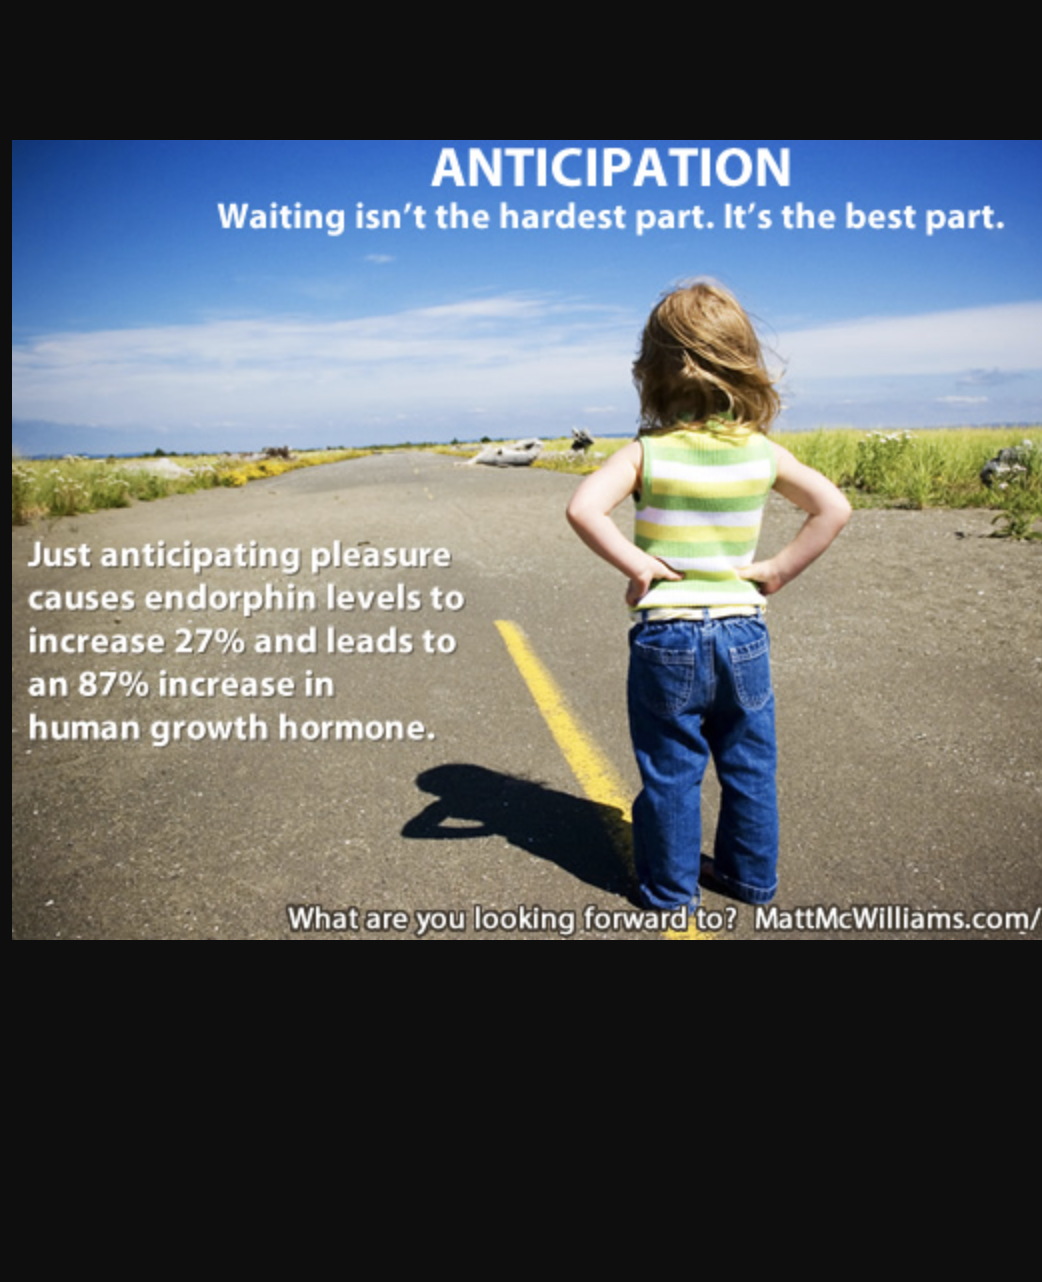 ANTICIPATION
Waiting isn't the hardest part. It's the best part.
Just anticipating pleasure
causes endorphin levels to
increase 27% and leads to
an 87% increase in
human growth hormone.
What are you looking forward to? MattMcWilliams.com/